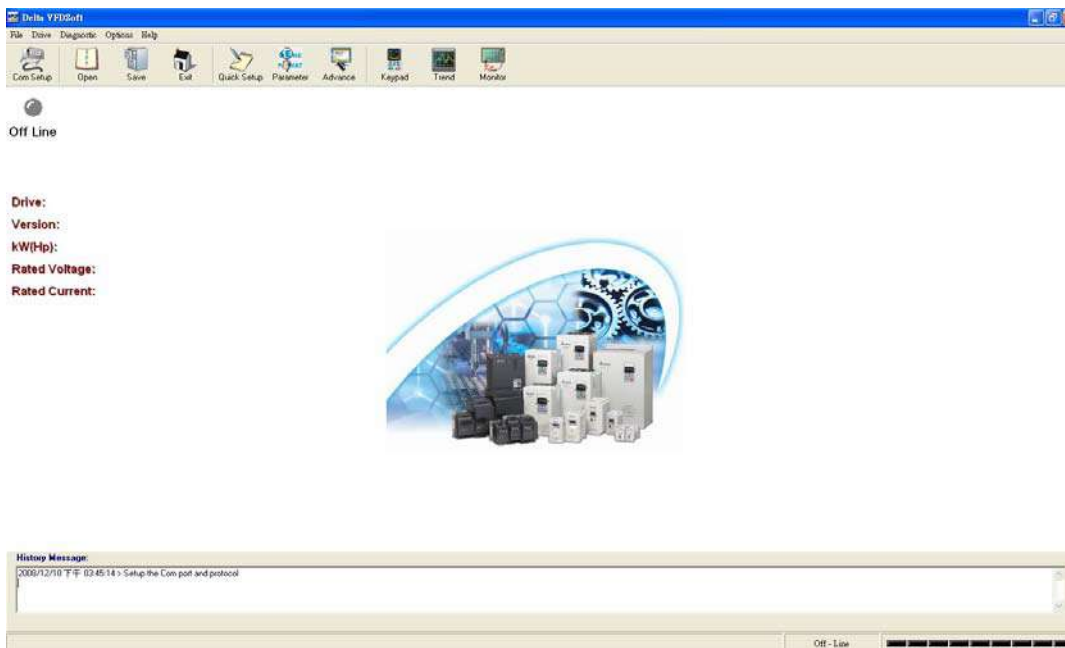 Delta VFDSoft
File Drive Diagnostic Options Help
Com Setup Open Save Exit Quick Setup Parameter Advance Keypad Trend Monitor
Off Line
Drive:
Version:
kW(Hp):
Rated Voltage:
Rated Current:
History Message:
2008/12/10 下午 03:45:14 > Setup the Com port and protocol
Off - Line